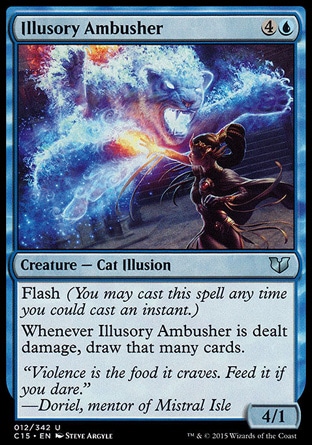 Illusory Ambusher 4
Creature — Cat Illusion
Flash (You may cast this spell any time
you could cast an instant.)
Whenever Illusory Ambusher is dealt
damage, draw that many cards.
“Violence is the food it craves. Feed it if
you dare.”
—Doriel, mentor of Mistral Isle
4/1
012/342 U
C15 • EN Steve Argyle
™ & © 2015 Wizards of the Coast